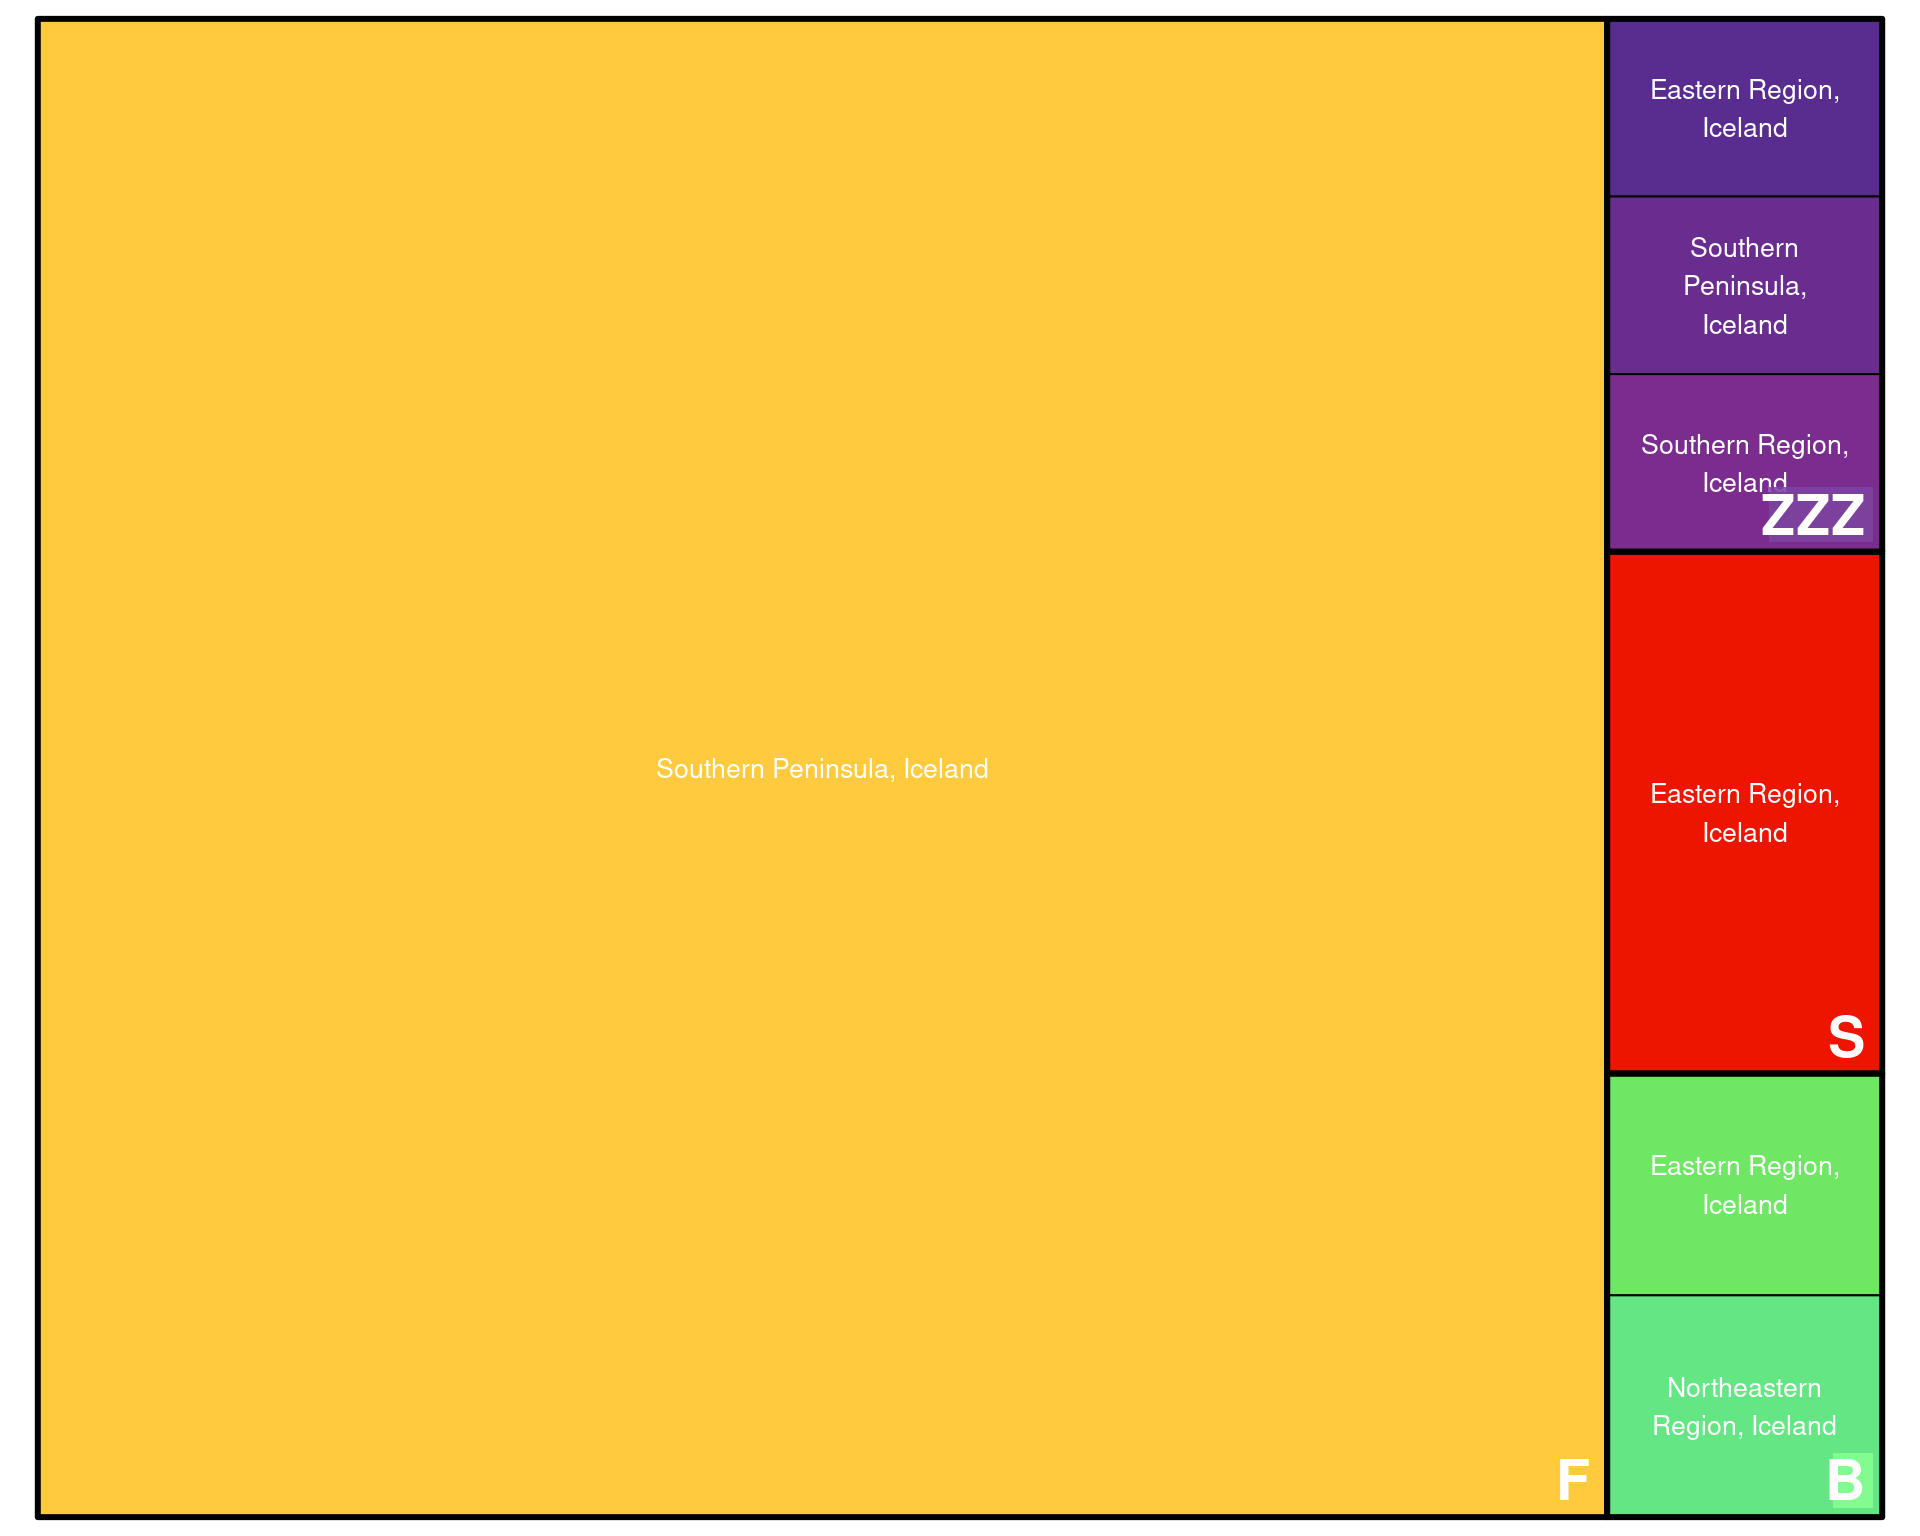 Southern Peninsula, Iceland
F
Eastern Region,
Iceland
Southern
Peninsula,
Iceland
Southern Region,
Iceland
ZZZ
Eastern Region,
Iceland
S
Eastern Region,
Iceland
Northeastern
Region, Iceland
B